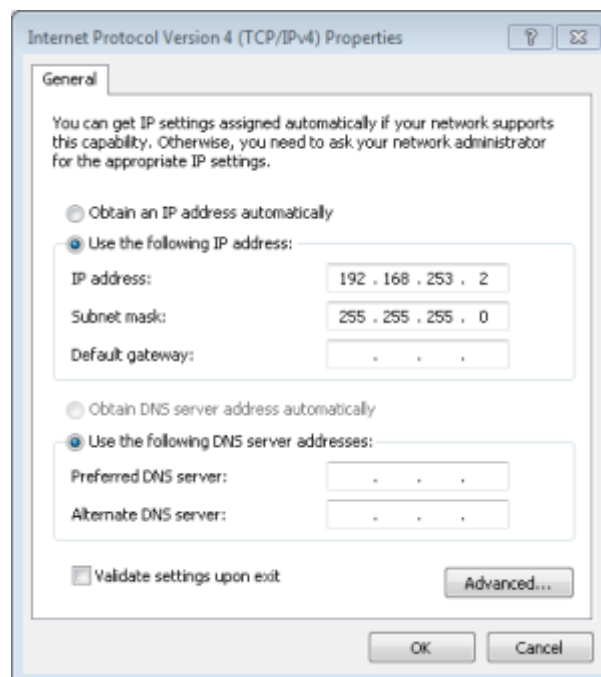 Internet Protocol Version 4 (TCP/IPv4) Properties
General
You can get IP settings assigned automatically if your network supports
this capability. Otherwise, you need to ask your network administrator
for the appropriate IP settings.
Obtain an IP address automatically
Use the following IP address:
IP address: 192 . 168 . 253 . 2
Subnet mask: 255 . 255 . 255 . 0
Default gateway: . . .
Obtain DNS server address automatically
Use the following DNS server addresses:
Preferred DNS server: . . .
Alternate DNS server: . . .
Validate settings upon exit
Advanced...
OK Cancel